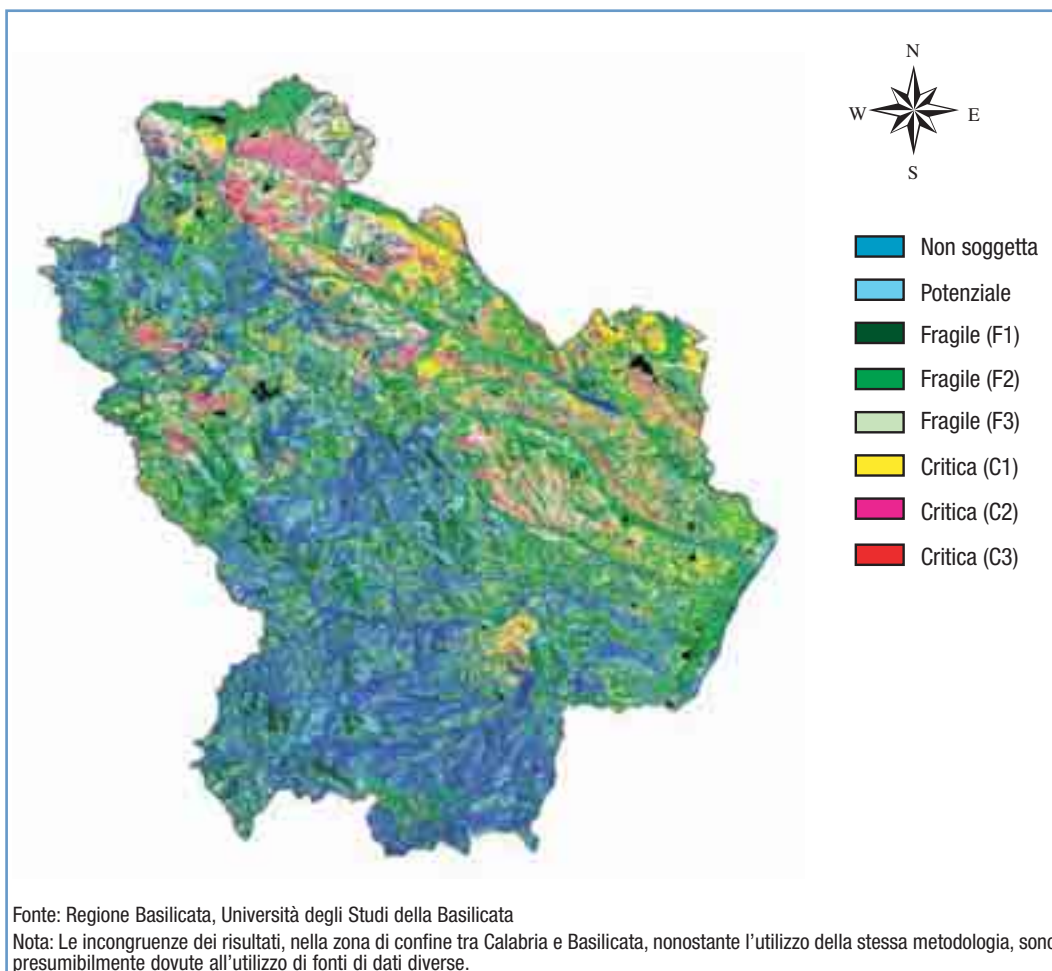 N
W E
S
Non soggetta
Potenziale
Fragile (F1)
Fragile (F2)
Fragile (F3)
Critica (C1)
Critica (C2)
Critica (C3)
Fonte: Regione Basilicata, Università degli Studi della Basilicata
Nota: Le incongruenze dei risultati, nella zona di confine tra Calabria e Basilicata, nonostante l'utilizzo della stessa metodologia, sono
presumibilmente dovute all'utilizzo di fonti di dati diverse.